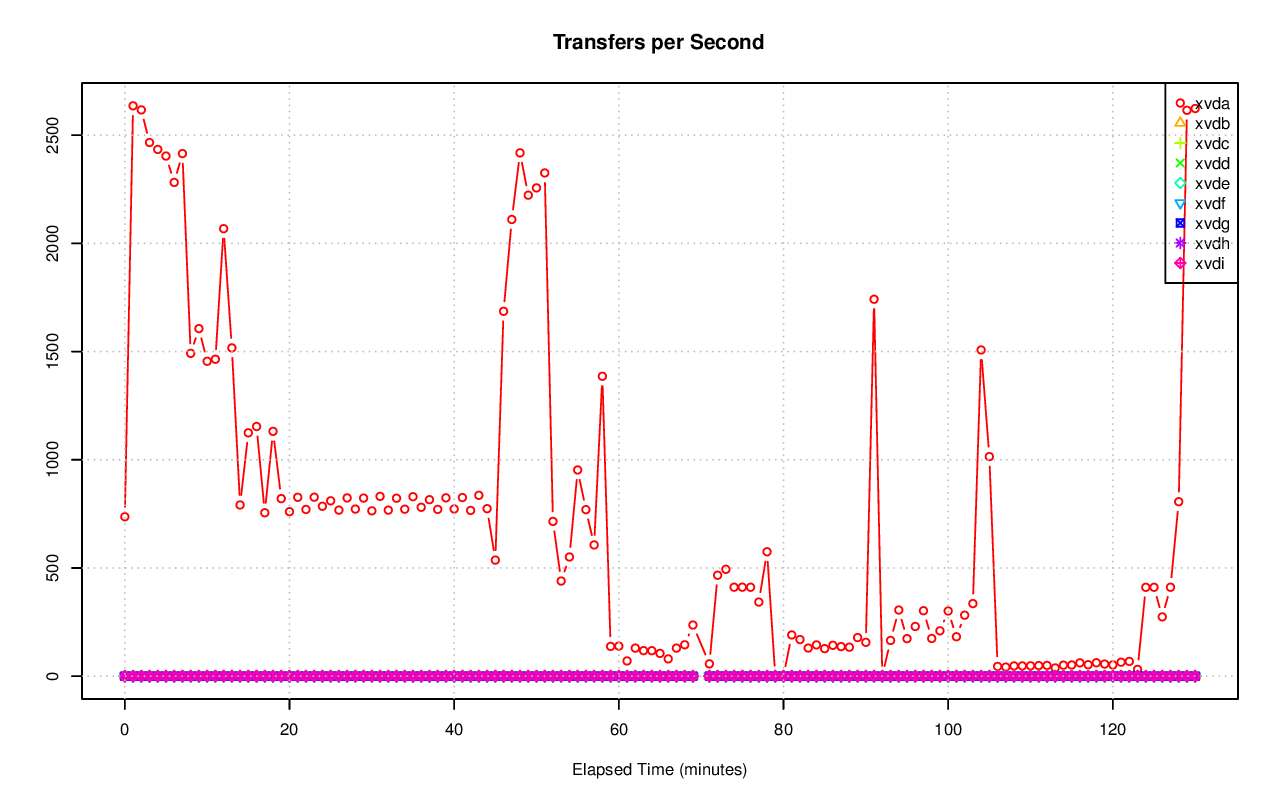 Transfers per Second
2500
2000
1500
1000
500
0
xvda
xvdb
xvdc
xvdd
xvde
xvdf
xvdg
xvdh
xvdi
0 20 40 60 80 100 120
Elapsed Time (minutes)